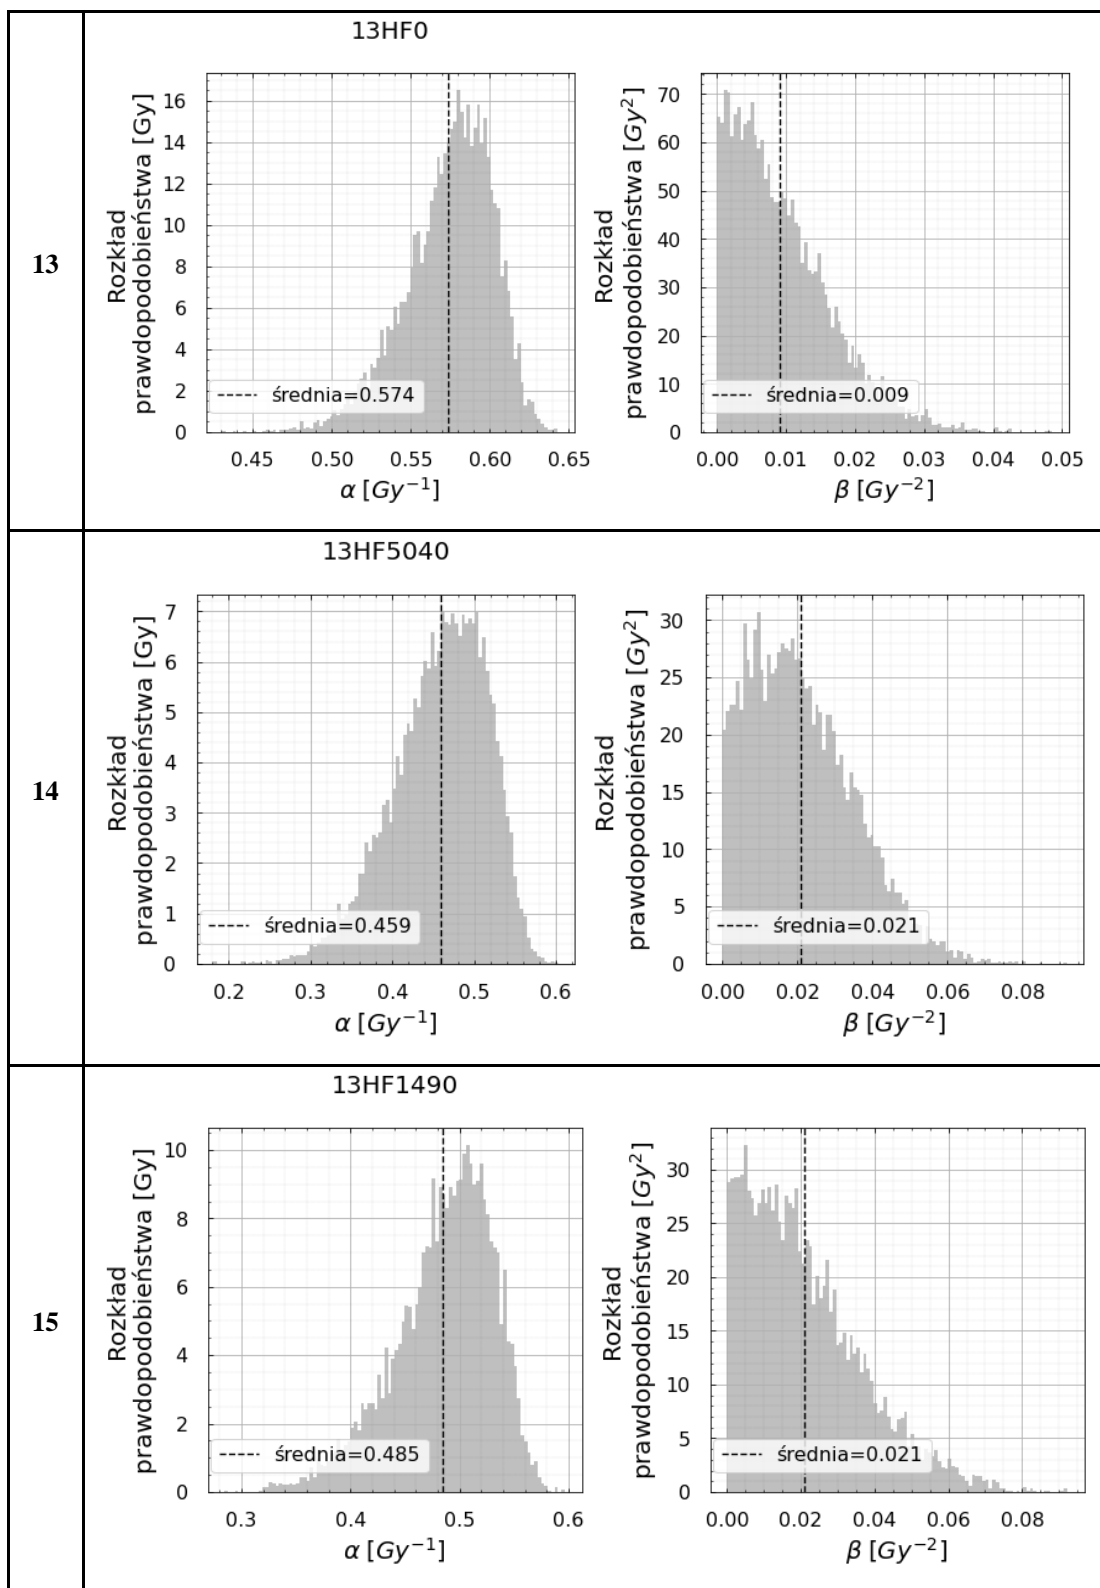 13
13HF0
Rozkład
prawdopodobieństwa [Gy]
16
14
12
10
8
6
4
2
0
średnia=0.574
0.45 0.50 0.55 0.60 0.65
α [Gy⁻¹]
Rozkład
prawdopodobieństwa [Gy²]
70
60
50
40
30
20
10
0
średnia=0.009
0.00 0.01 0.02 0.03 0.04 0.05
β [Gy⁻²]
14
13HF5040
Rozkład
prawdopodobieństwa [Gy]
7
6
5
4
3
2
1
0
średnia=0.459
0.2 0.3 0.4 0.5 0.6
α [Gy⁻¹]
Rozkład
prawdopodobieństwa [Gy²]
30
25
20
15
10
5
0
średnia=0.021
0.00 0.02 0.04 0.06 0.08
β [Gy⁻²]
15
13HF1490
Rozkład
prawdopodobieństwa [Gy]
10
8
6
4
2
0
średnia=0.485
0.3 0.4 0.5 0.6
α [Gy⁻¹]
Rozkład
prawdopodobieństwa [Gy²]
30
25
20
15
10
5
0
średnia=0.021
0.00 0.02 0.04 0.06 0.08
β [Gy⁻²]